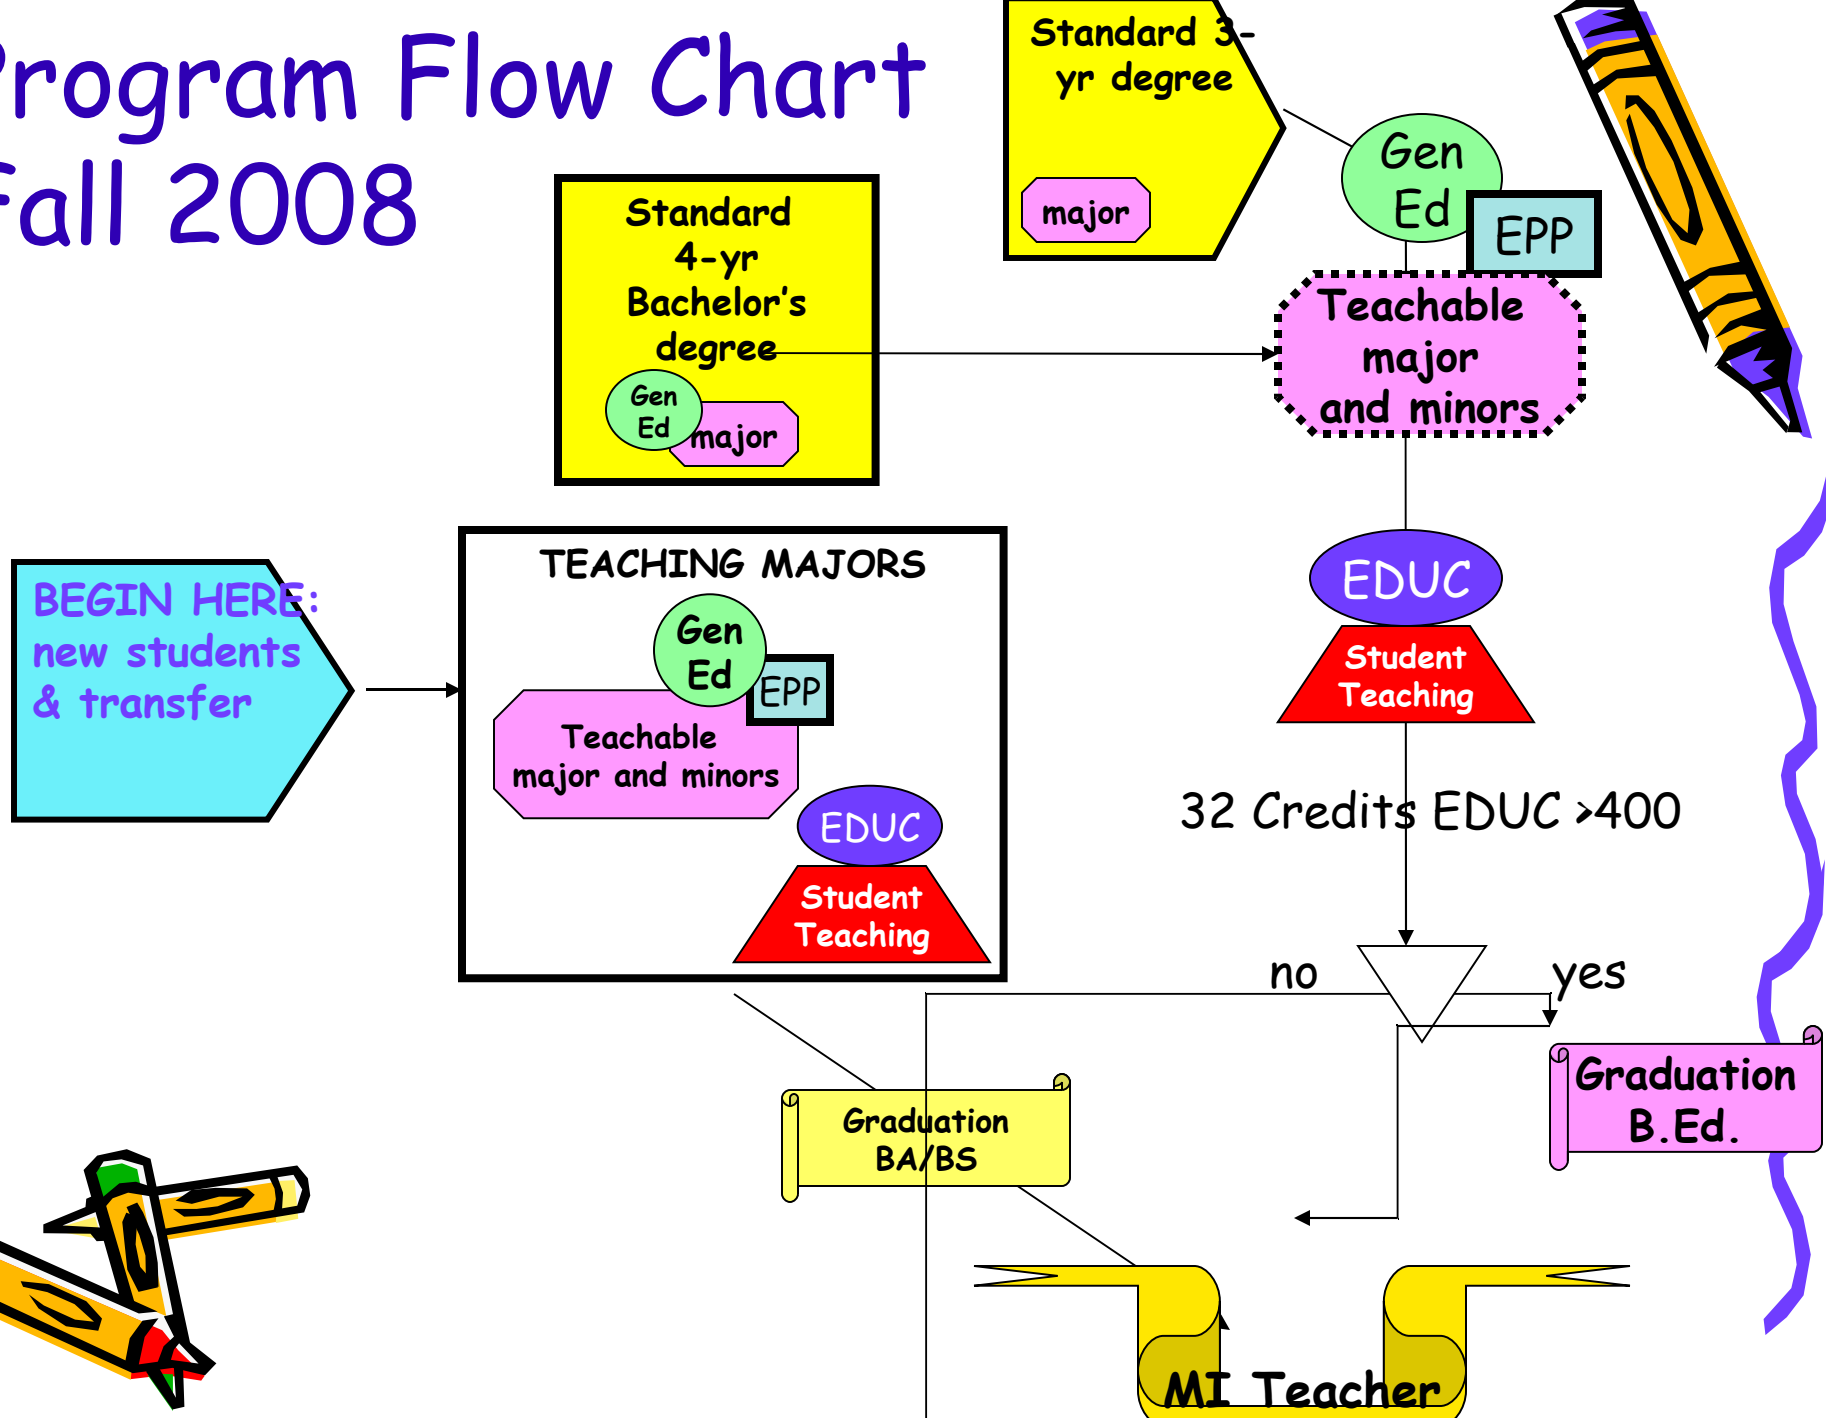 Program Flow Chart
Fall 2008
Standard 3-
yr degree
major
Gen
Ed
EPP
Teachable
major
and minors
Standard
4-yr
Bachelor's
degree
Gen
Ed
major
BEGIN HERE:
new students
& transfer
TEACHING MAJORS
Gen
Ed
EPP
Teachable
major and minors
EDUC
Student
Teaching
EDUC
Student
Teaching
32 Credits EDUC >400
no
yes
Graduation
B.Ed.
Graduation
BA/BS
MI Teacher